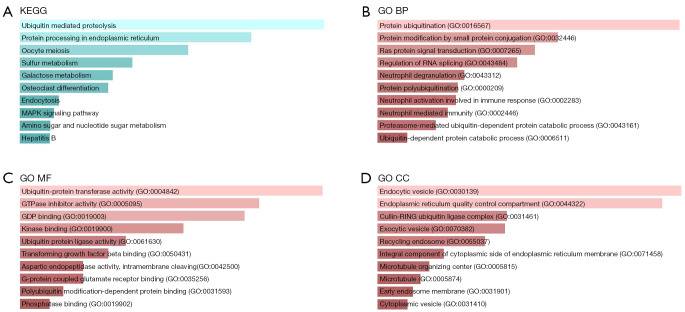 A KEGG
Ubiquitin mediated proteolysis
Protein processing in endoplasmic reticulum
Oocyte meiosis
Sulfur metabolism
Galactose metabolism
Osteoclast differentiation
Endocytosis
MAPK signaling pathway
Amino sugar and nucleotide sugar metabolism
Hepatitis B
B GO BP
Protein ubiquitination (GO:0016567)
Protein modification by small protein conjugation (GO:0032446)
Ras protein signal transduction (GO:0007265)
Regulation of RNA splicing (GO:0043484)
Neutrophil degranulation (GO:0043312)
Protein polyubiquitination (GO:0000209)
Neutrophil activation involved in immune response (GO:0002283)
Neutrophil mediated immunity (GO:0002446)
Proteasome-mediated ubiquitin-dependent protein catabolic process (GO:0043161)
Ubiquitin-dependent protein catabolic process (GO:0006511)
C GO MF
Ubiquitin-protein transferase activity (GO:0004842)
GTPase inhibitor activity (GO:0005095)
GDP binding (GO:0019003)
Kinase binding (GO:0019900)
Ubiquitin protein ligase activity (GO:0061630)
Transforming growth factor beta binding (GO:0050431)
Aspartic endopeptidase activity, intramembrane cleaving(GO:0042500)
G-protein coupled glutamate receptor binding (GO:0035256)
Polyubiquitin modification-dependent protein binding (GO:0031593)
Phosphatase binding (GO:0019902)
D GO CC
Endocytic vesicle (GO:0030139)
Endoplasmic reticulum quality control compartment (GO:0044322)
Cullin-RING ubiquitin ligase complex (GO:0031461)
Exocytic vesicle (GO:0070382)
Recycling endosome (GO:0055037)
Integral component of cytoplasmic side of endoplasmic reticulum membrane (GO:0071458)
Microtubule organizing center (GO:0005815)
Microtubule (GO:0005874)
Early endosome membrane (GO:0031901)
Cytoplasmic vesicle (GO:0031410)